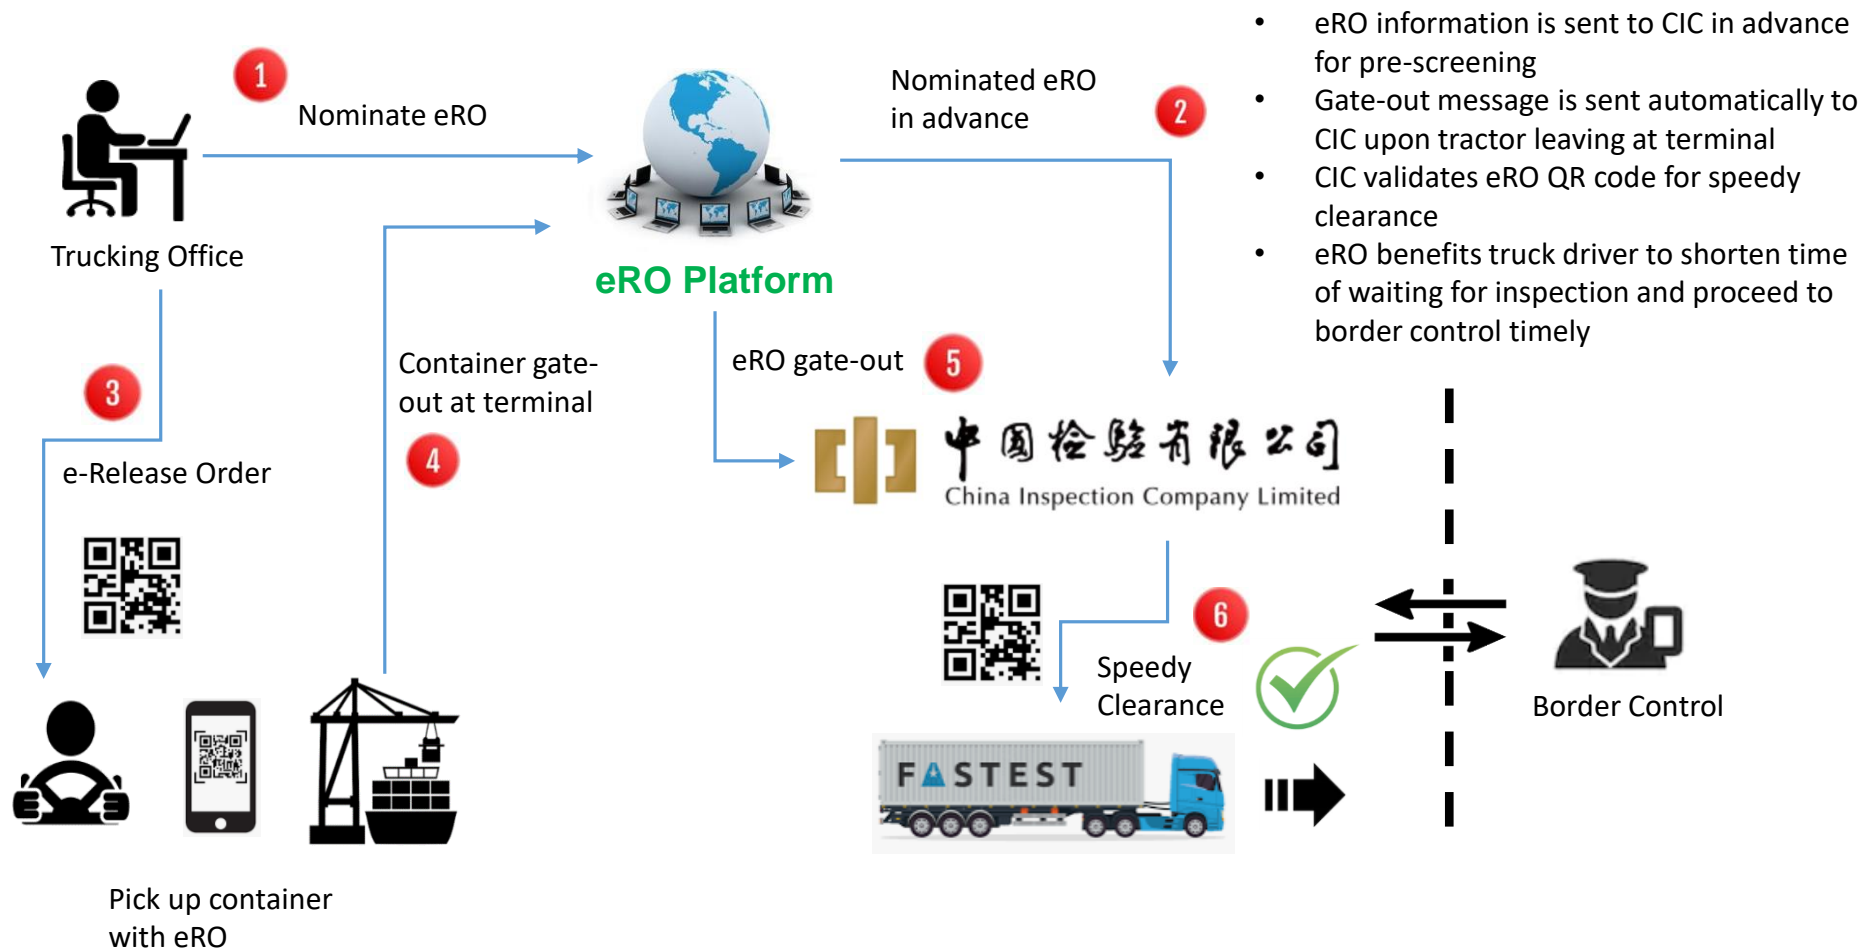 1
Nominate eRO
Trucking Office
eRO Platform
Nominated eRO
in advance
2
• eRO information is sent to CIC in advance
for pre-screening
• Gate-out message is sent automatically to
CIC upon tractor leaving at terminal
• CIC validates eRO QR code for speedy
clearance
• eRO benefits truck driver to shorten time
of waiting for inspection and proceed to
border control timely
3
e-Release Order
Container gate-
out at terminal
4
eRO gate-out
5
中國檢驗有限公司
China Inspection Company Limited
6
Speedy
Clearance
FASTEST
Border Control
Pick up container
with eRO